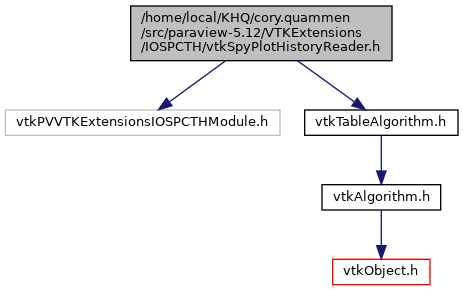 /home/local/KHQ/cory.quammen
/src/paraview-5.12/VTKExtensions
/IOSPCTH/vtkSpyPlotHistoryReader.h
vtkPVVTKExtensionsIOSPCTHModule.h
vtkTableAlgorithm.h
vtkAlgorithm.h
vtkObject.h